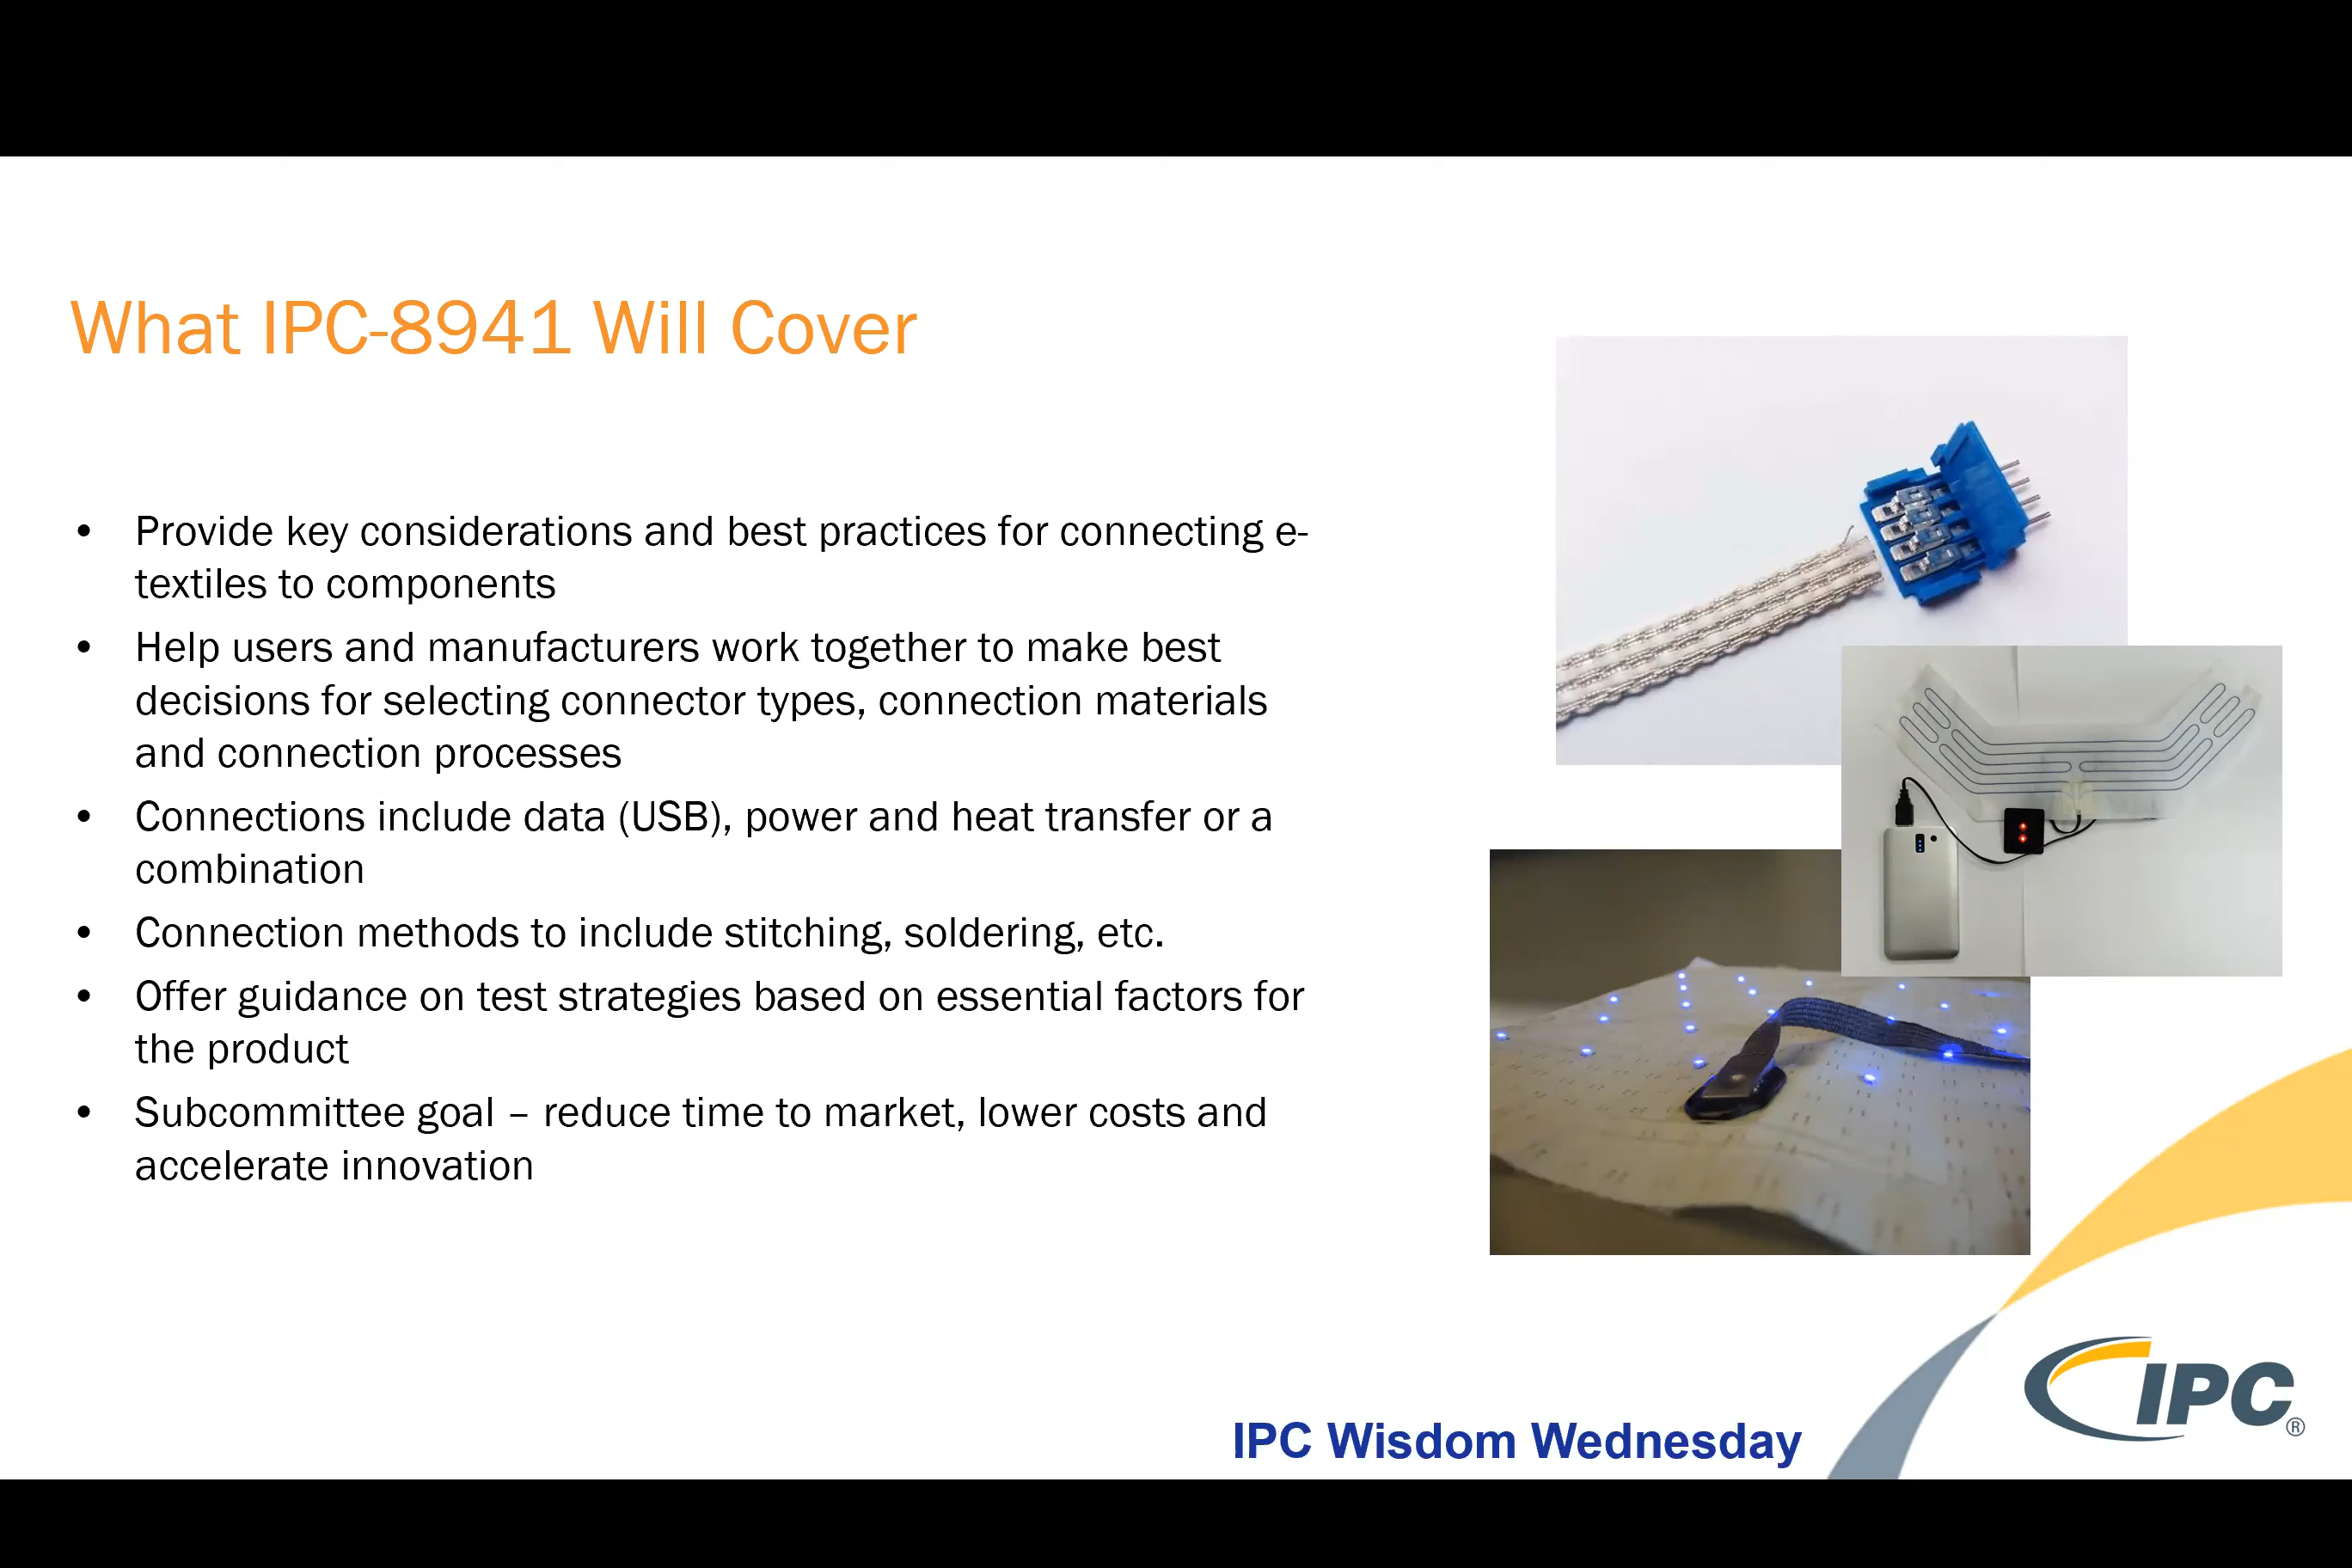 What IPC-8941 Will Cover
• Provide key considerations and best practices for connecting e-
textiles to components
• Help users and manufacturers work together to make best
decisions for selecting connector types, connection materials
and connection processes
• Connections include data (USB), power and heat transfer or a
combination
• Connection methods to include stitching, soldering, etc.
• Offer guidance on test strategies based on essential factors for
the product
• Subcommittee goal – reduce time to market, lower costs and
accelerate innovation
IPC Wisdom Wednesday
IPC®